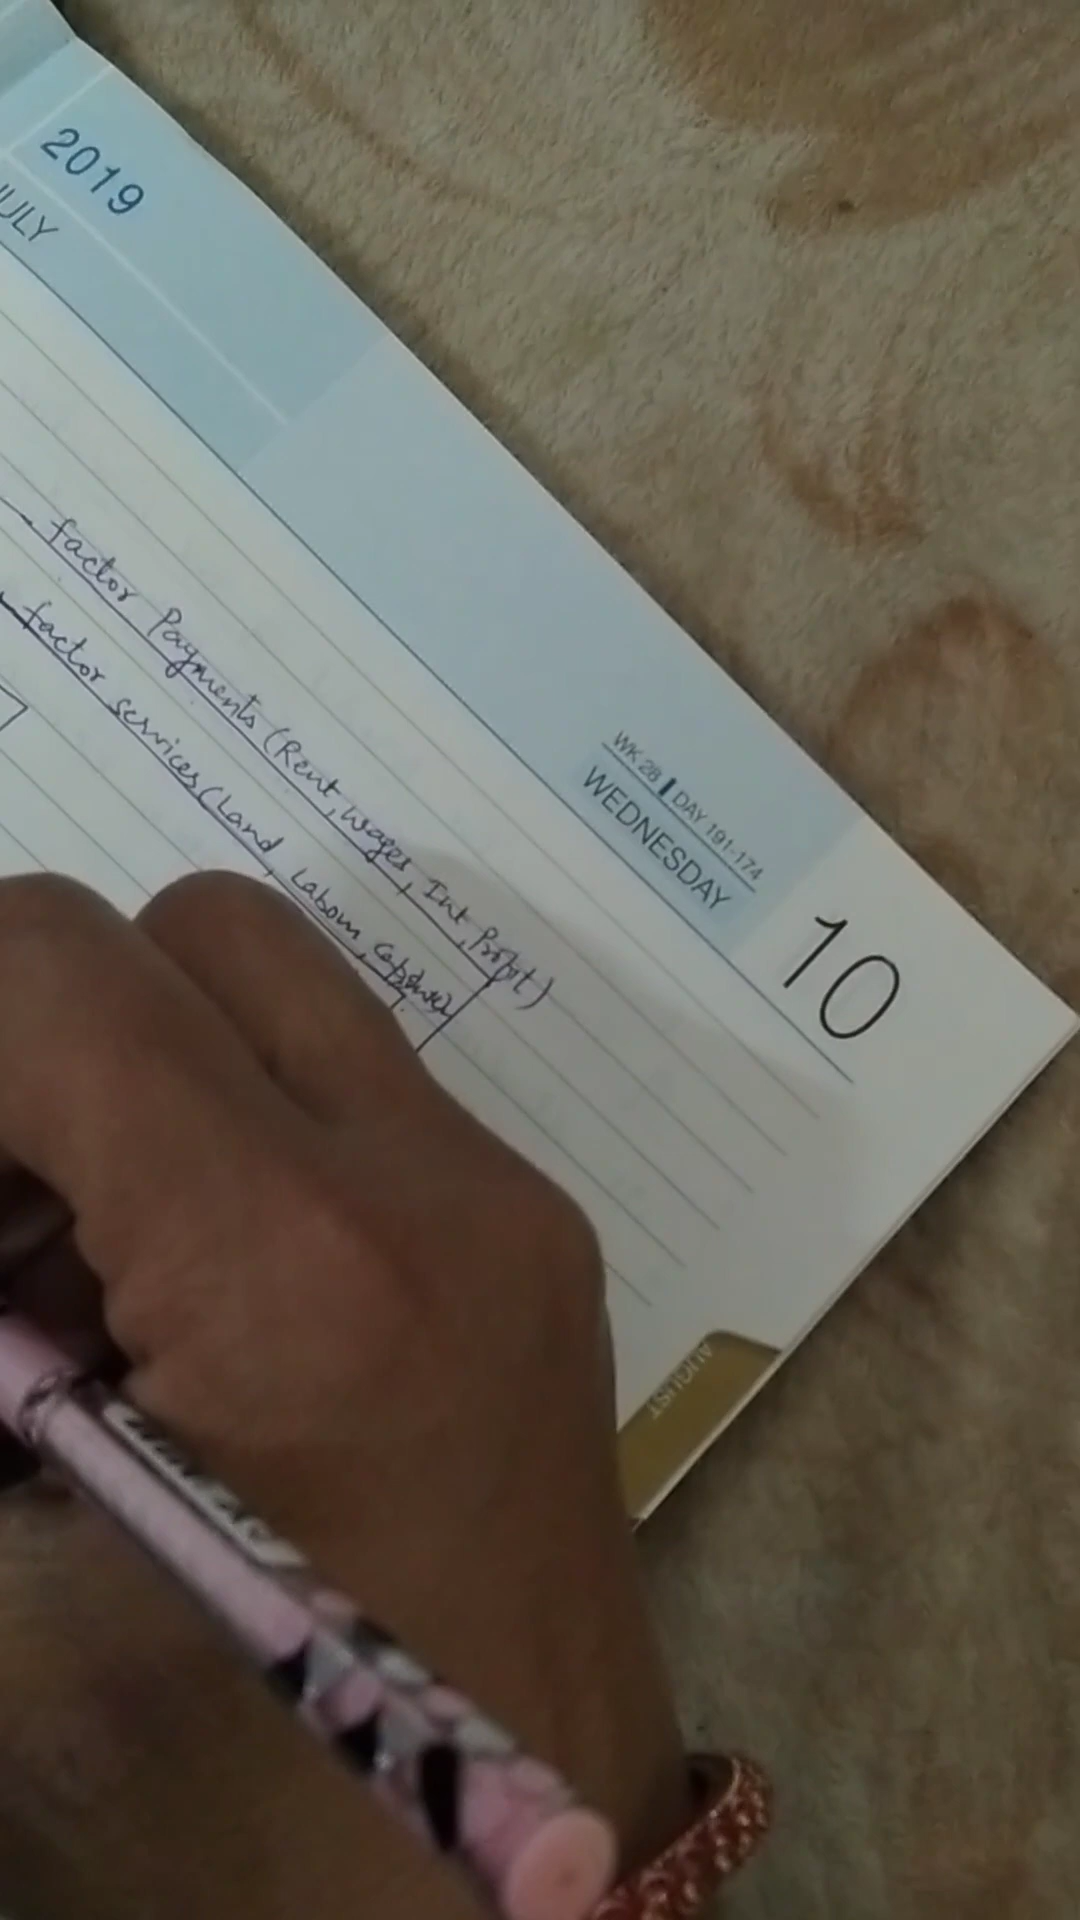 2019
JULY
WK 28 | DAY 191-174
WEDNESDAY
10
factor Payments (Rent, wages, Int, Profit)
factor services (Land, Labour,
AUGUST